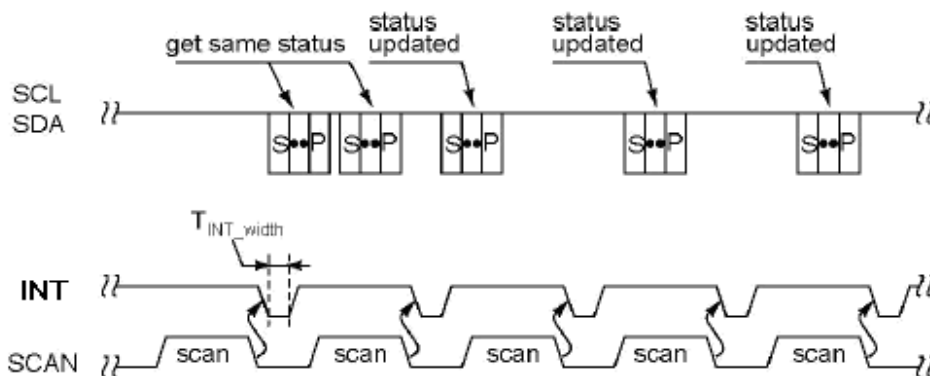 get same status
status
updated
status
updated
status
updated
SCL
SDA
S••P
S••P
S••P
S••P
S••P
TINT_width
INT
SCAN
scan
scan
scan
scan
scan